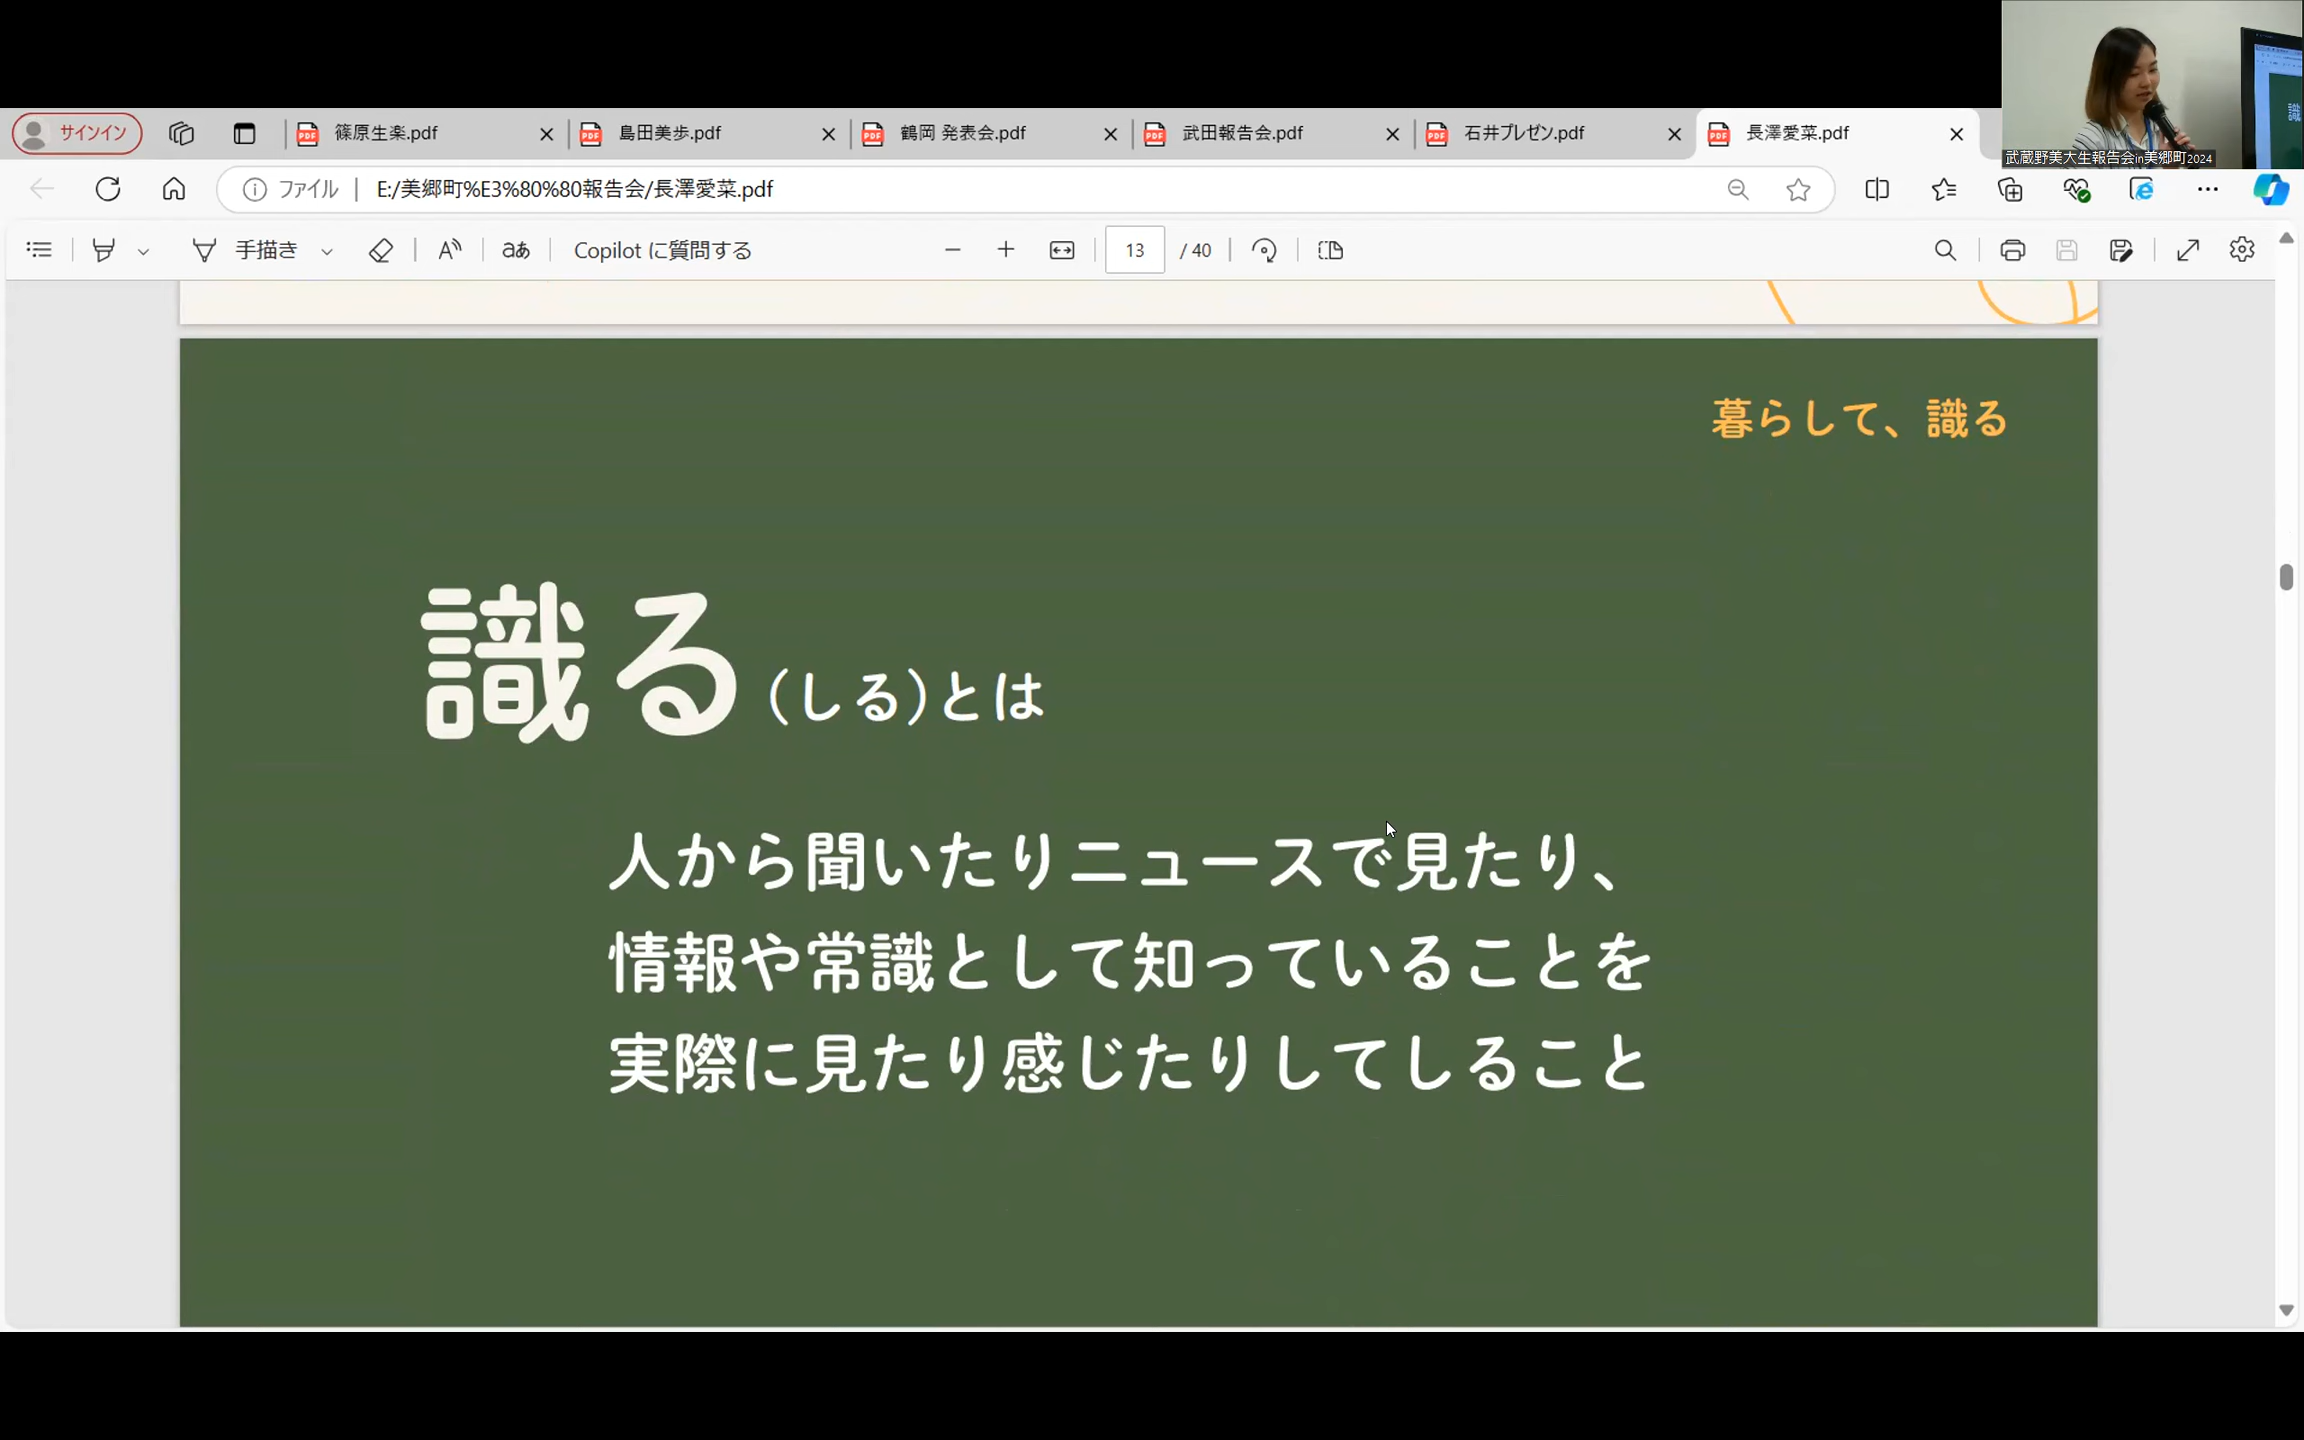 サインイン
篠原生楽.pdf
島田美歩.pdf
鶴岡 発表会.pdf
武田報告会.pdf
石井プレゼン.pdf
長澤愛菜.pdf
武蔵野美大生報告会in美郷町2024
ファイル
E:/美郷町%E3%80%80報告会/長澤愛菜.pdf
手描き
aあ
Copilot に質問する
13 / 40
暮らして、識る
識る(しる)とは
人から聞いたりニュースで見たり、
情報や常識として知っていることを
実際に見たり感じたりしてしること